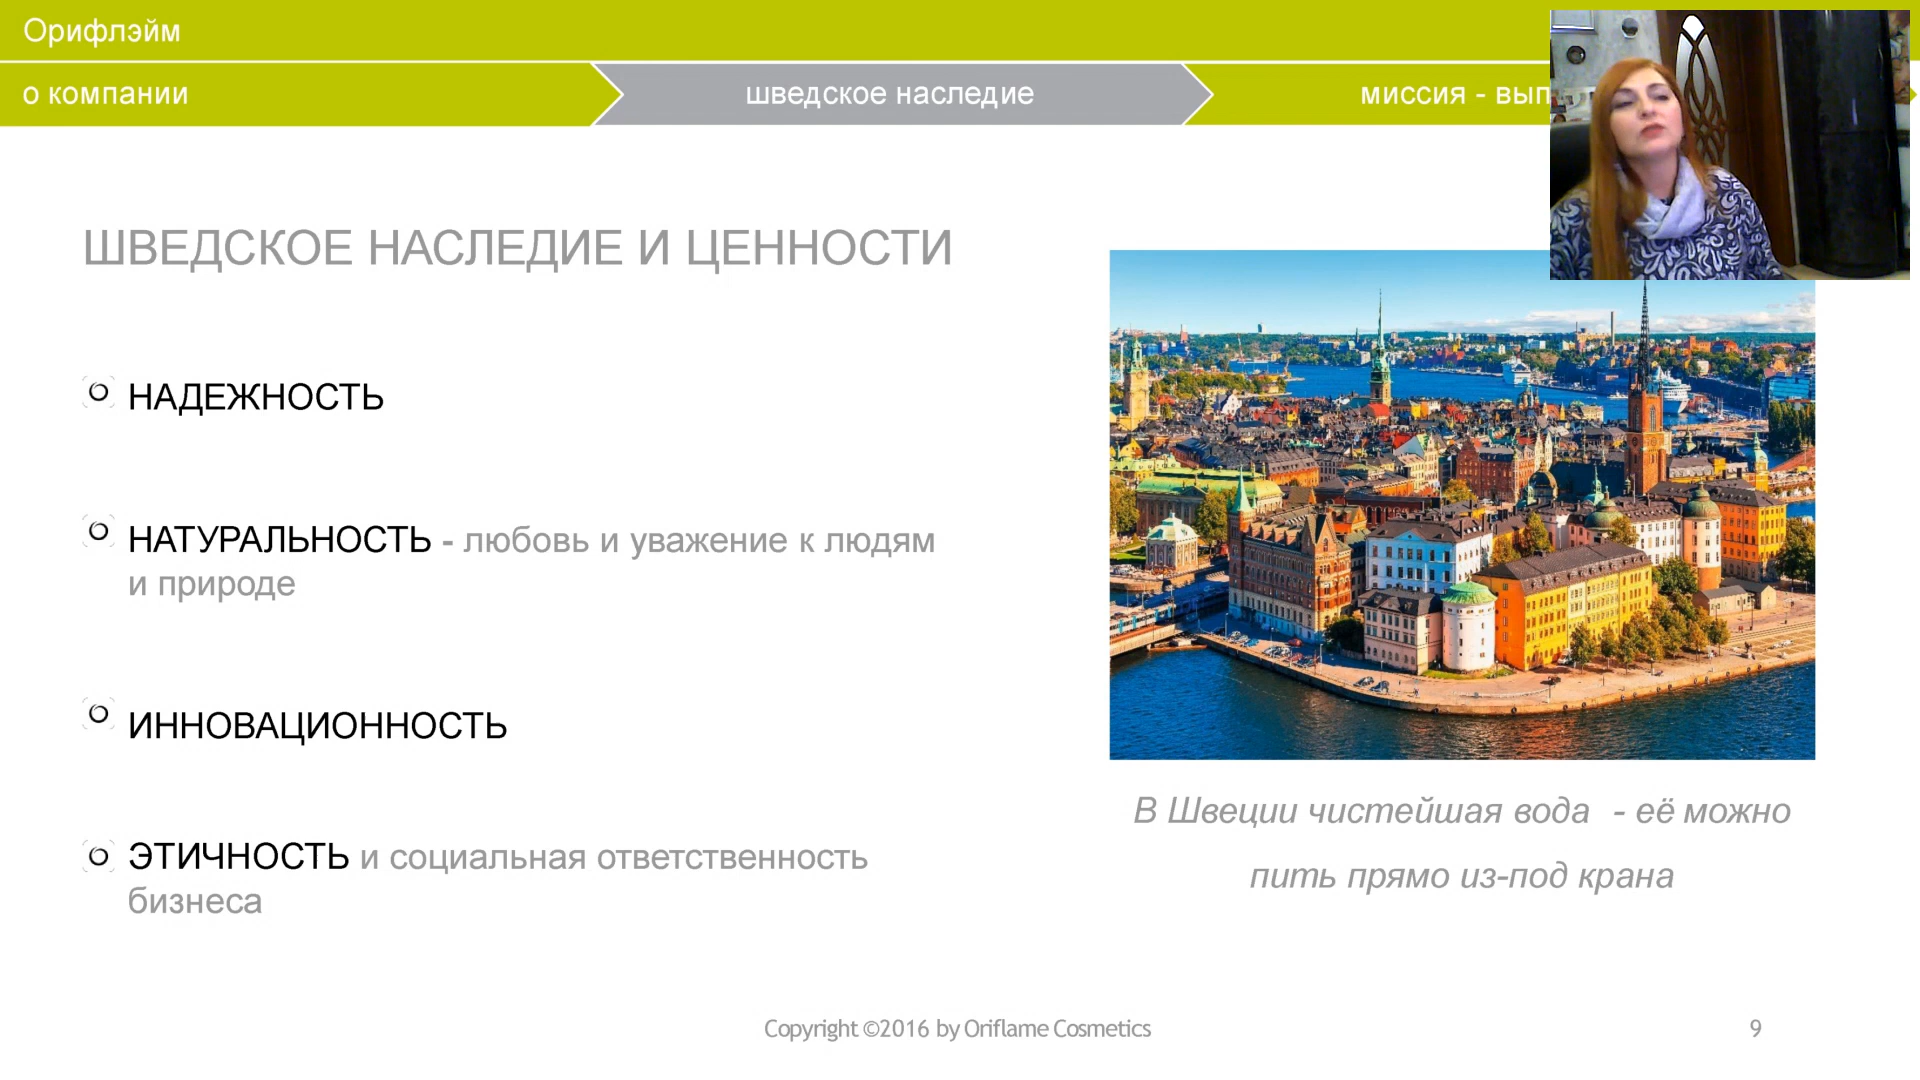 Орифлэйм
о компании
шведское наследие
миссия -
ШВЕДСКОЕ НАСЛЕДИЕ И ЦЕННОСТИ
НАДЕЖНОСТЬ
НАТУРАЛЬНОСТЬ - любовь и уважение к людям
и природе
ИННОВАЦИОННОСТЬ
ЭТИЧНОСТЬ и социальная ответственность
бизнеса
В Швеции чистейшая вода - её можно
пить прямо из-под крана
Copyright ©2016 by Oriflame Cosmetics
9